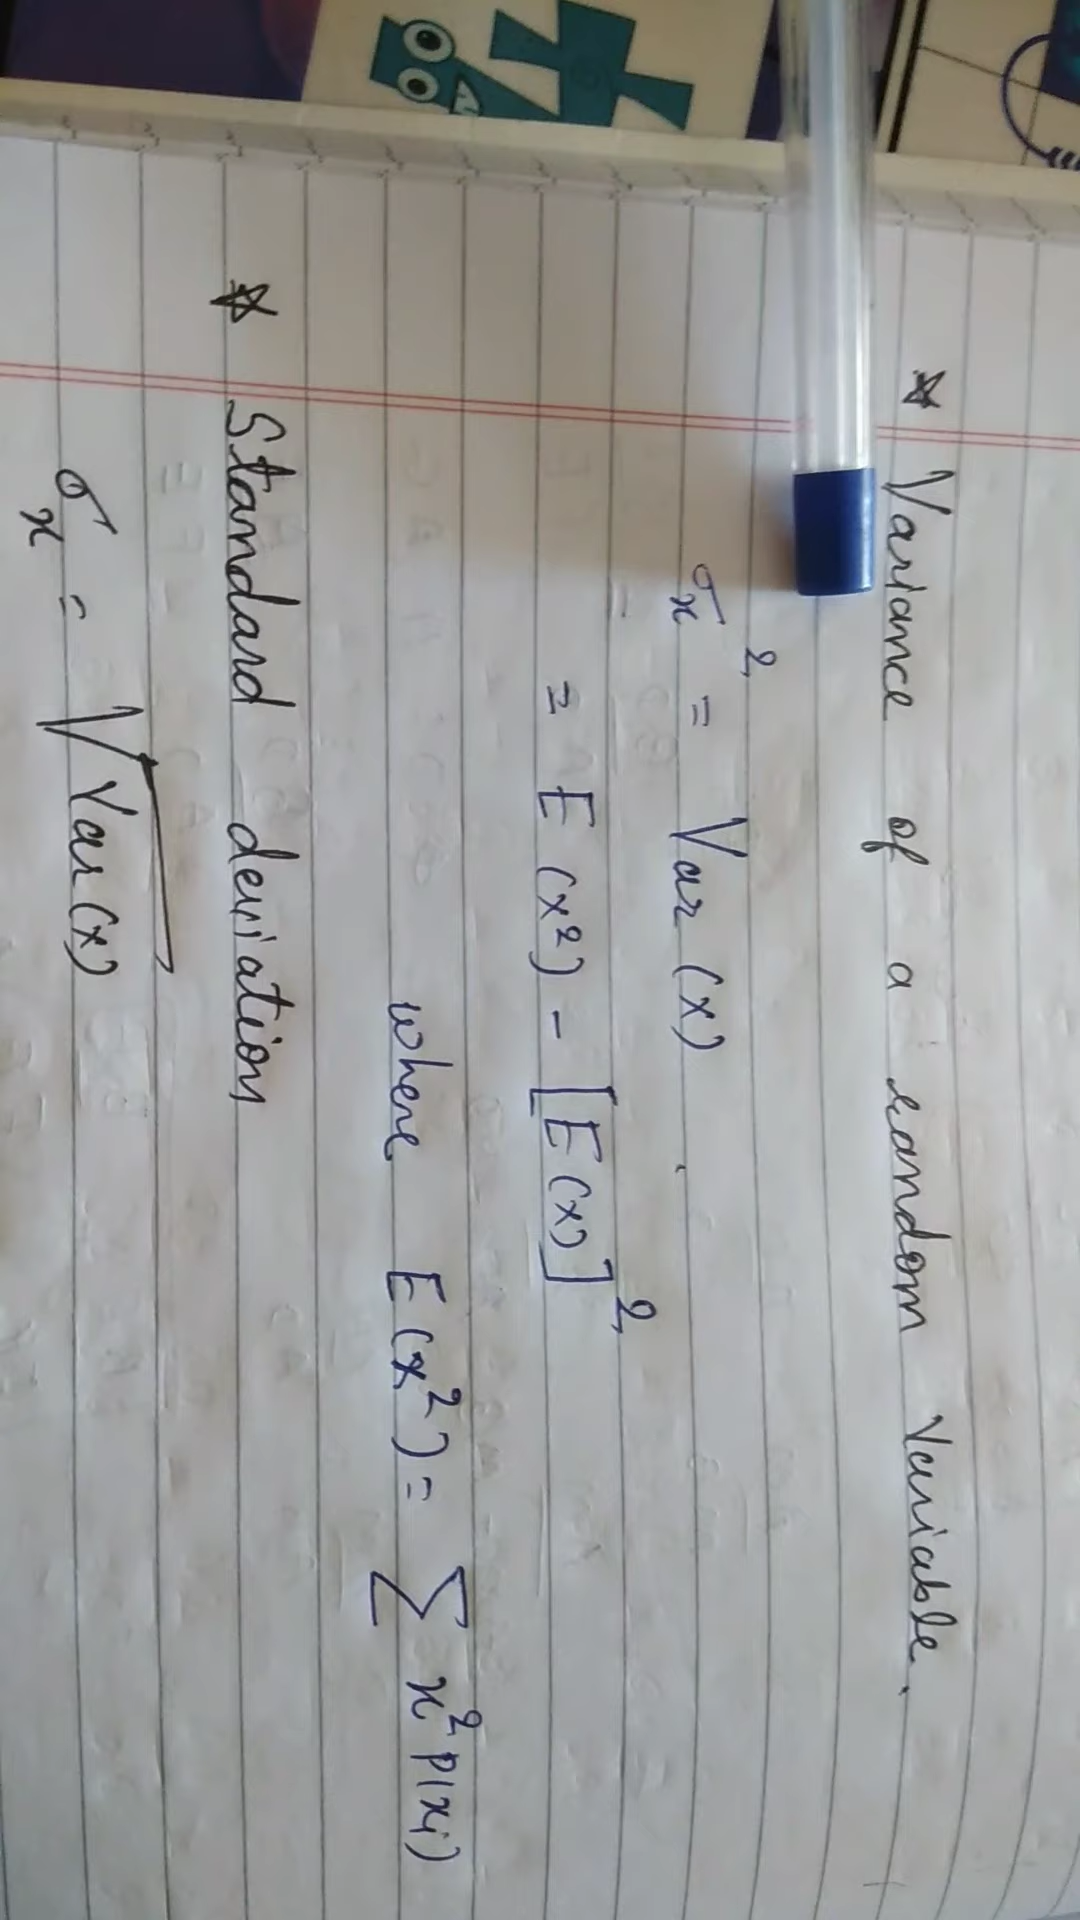 * Variance of a random variable.
σx² = Var (x)
= E (x²) - [E(x)]²
where E(x²) = ∑ x² p(xi)
* Standard deviation
σx = √Var(x)